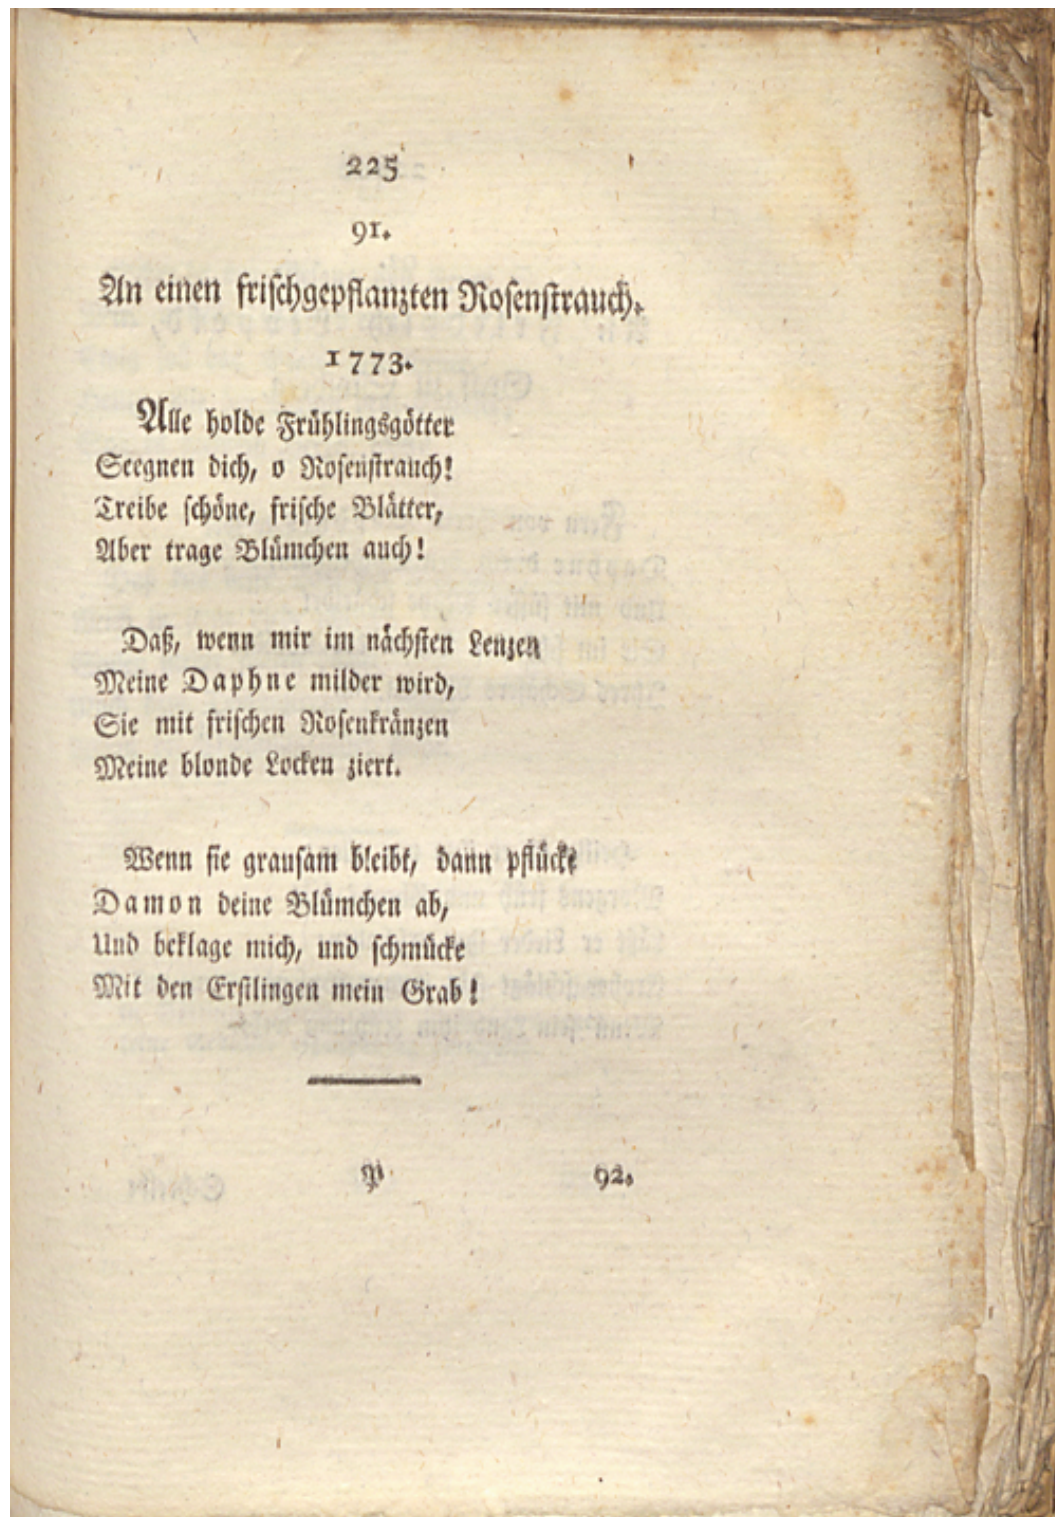 225
91.
An einen frischgepflanzten Rosenstrauch.
1773.
Alle holde Frühlingsgötter
Seegnen dich, o Rosenstrauch!
Treibe schöne, frische Blätter,
Aber trage Blümchen auch!
Daß, wenn mir im nächsten Lenzen
Meine Daphne milder wird,
Sie mit frischen Rosenkränzen
Meine blonde Locken ziert.
Wenn sie grausam bleibt, dann pflücke
Damon deine Blümchen ab,
Und beklage mich, und schmücke
Mit den Erstlingen mein Grab!
P
92.